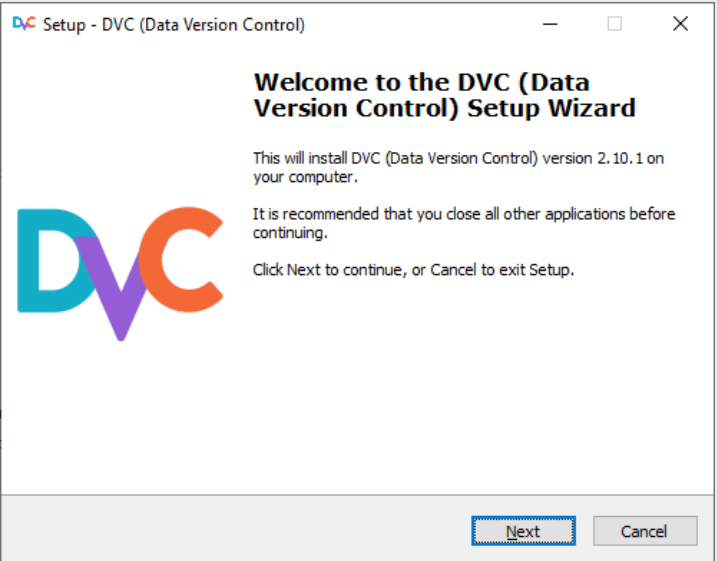 DVC Setup - DVC (Data Version Control)
Welcome to the DVC (Data
Version Control) Setup Wizard
This will install DVC (Data Version Control) version 2.10.1 on
your computer.
It is recommended that you close all other applications before
continuing.
Click Next to continue, or Cancel to exit Setup.
DVC
Next
Cancel